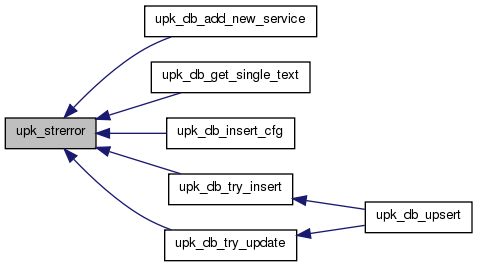 upk_db_add_new_service
upk_db_get_single_text
upk_strerror
upk_db_insert_cfg
upk_db_try_insert
upk_db_upsert
upk_db_try_update